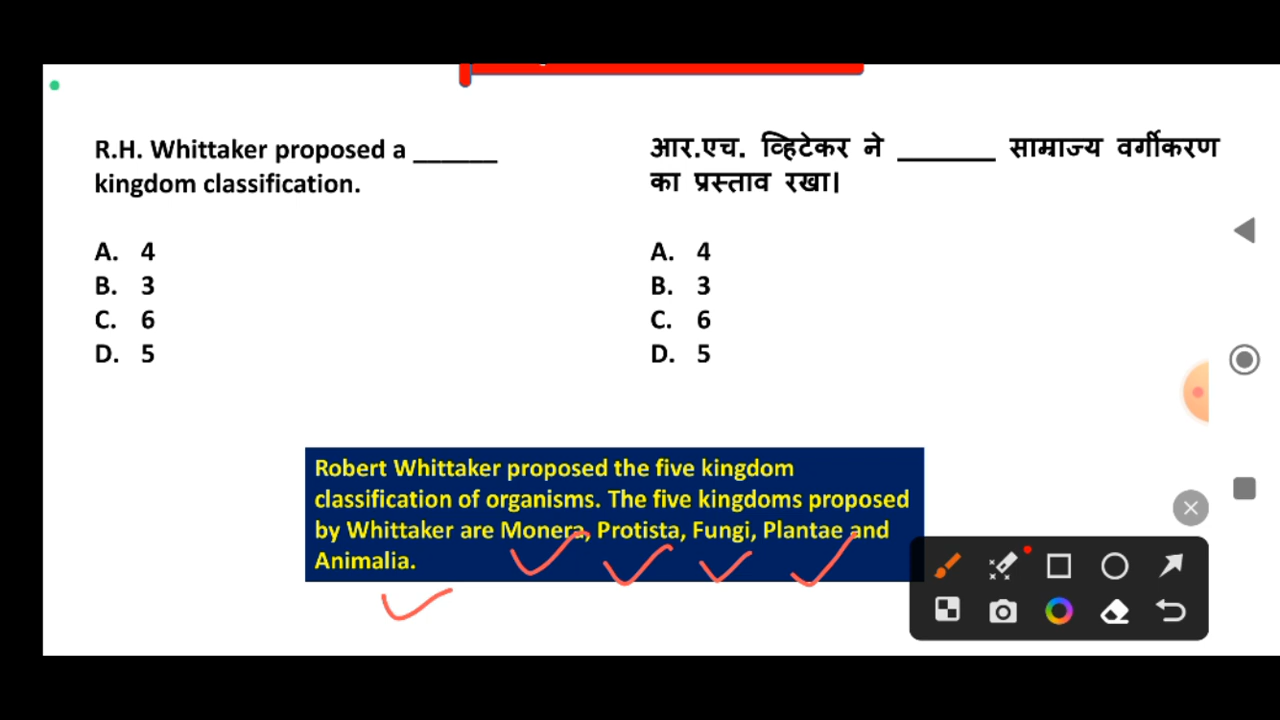 R.H. Whittaker proposed a ______
kingdom classification.
A. 4
B. 3
C. 6
D. 5
आर.एच. व्हिटेकर ने _______ साम्राज्य वर्गीकरण
का प्रस्ताव रखा।
A. 4
B. 3
C. 6
D. 5
Robert Whittaker proposed the five kingdom
classification of organisms. The five kingdoms proposed
by Whittaker are Monera, Protista, Fungi, Plantae and
Animalia.